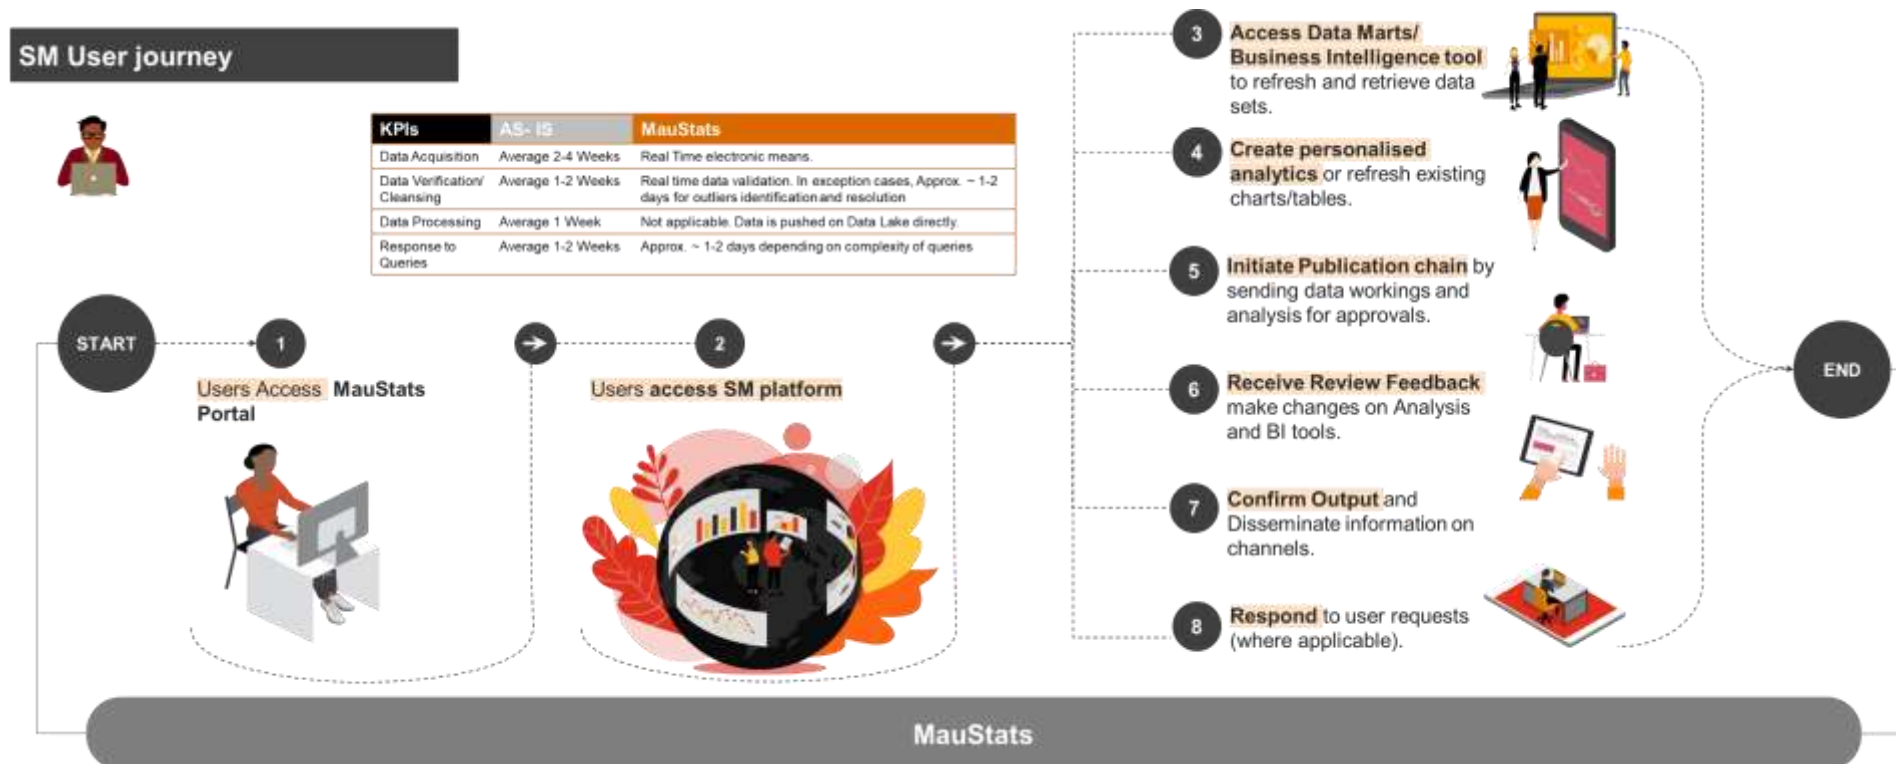 SM User journey
KPIs AS- IS MauStats
Data Acquisition Average 2-4 Weeks Real Time electronic means.
Data Verification/ Average 1-2 Weeks Real time data validation. In exception cases, Approx. ~ 1-2
Cleansing days for outliers identification and resolution
Data Processing Average 1 Week Not applicable. Data is pushed on Data Lake directly.
Response to Average 1-2 Weeks Approx. ~ 1-2 days depending on complexity of queries
Queries
START
1
Users Access MauStats
Portal
2
Users access SM platform
3
Access Data Marts/
Business Intelligence tool
to refresh and retrieve data
sets.
4
Create personalised
analytics or refresh existing
charts/tables.
5
Initiate Publication chain by
sending data workings and
analysis for approvals.
6
Receive Review Feedback
make changes on Analysis
and BI tools.
7
Confirm Output and
Disseminate information on
channels.
8
Respond to user requests
(where applicable).
END
MauStats